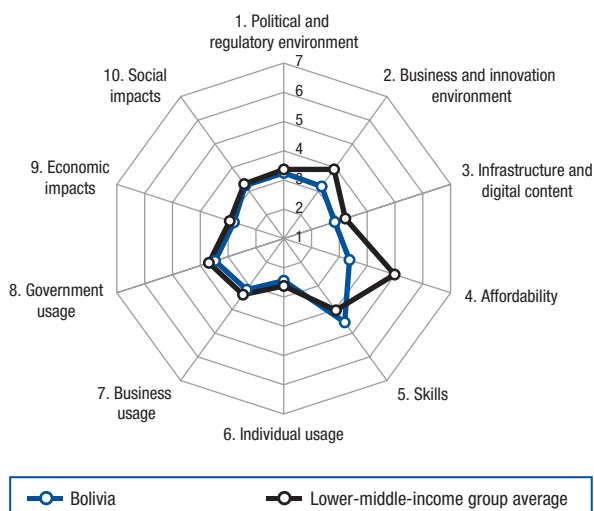 1. Political and
regulatory environment
2. Business and innovation
environment
3. Infrastructure and
digital content
4. Affordability
5. Skills
6. Individual usage
7. Business
usage
8. Government
usage
9. Economic
impacts
10. Social
impacts
7
6
5
4
3
2
1
Bolivia
Lower-middle-income group average